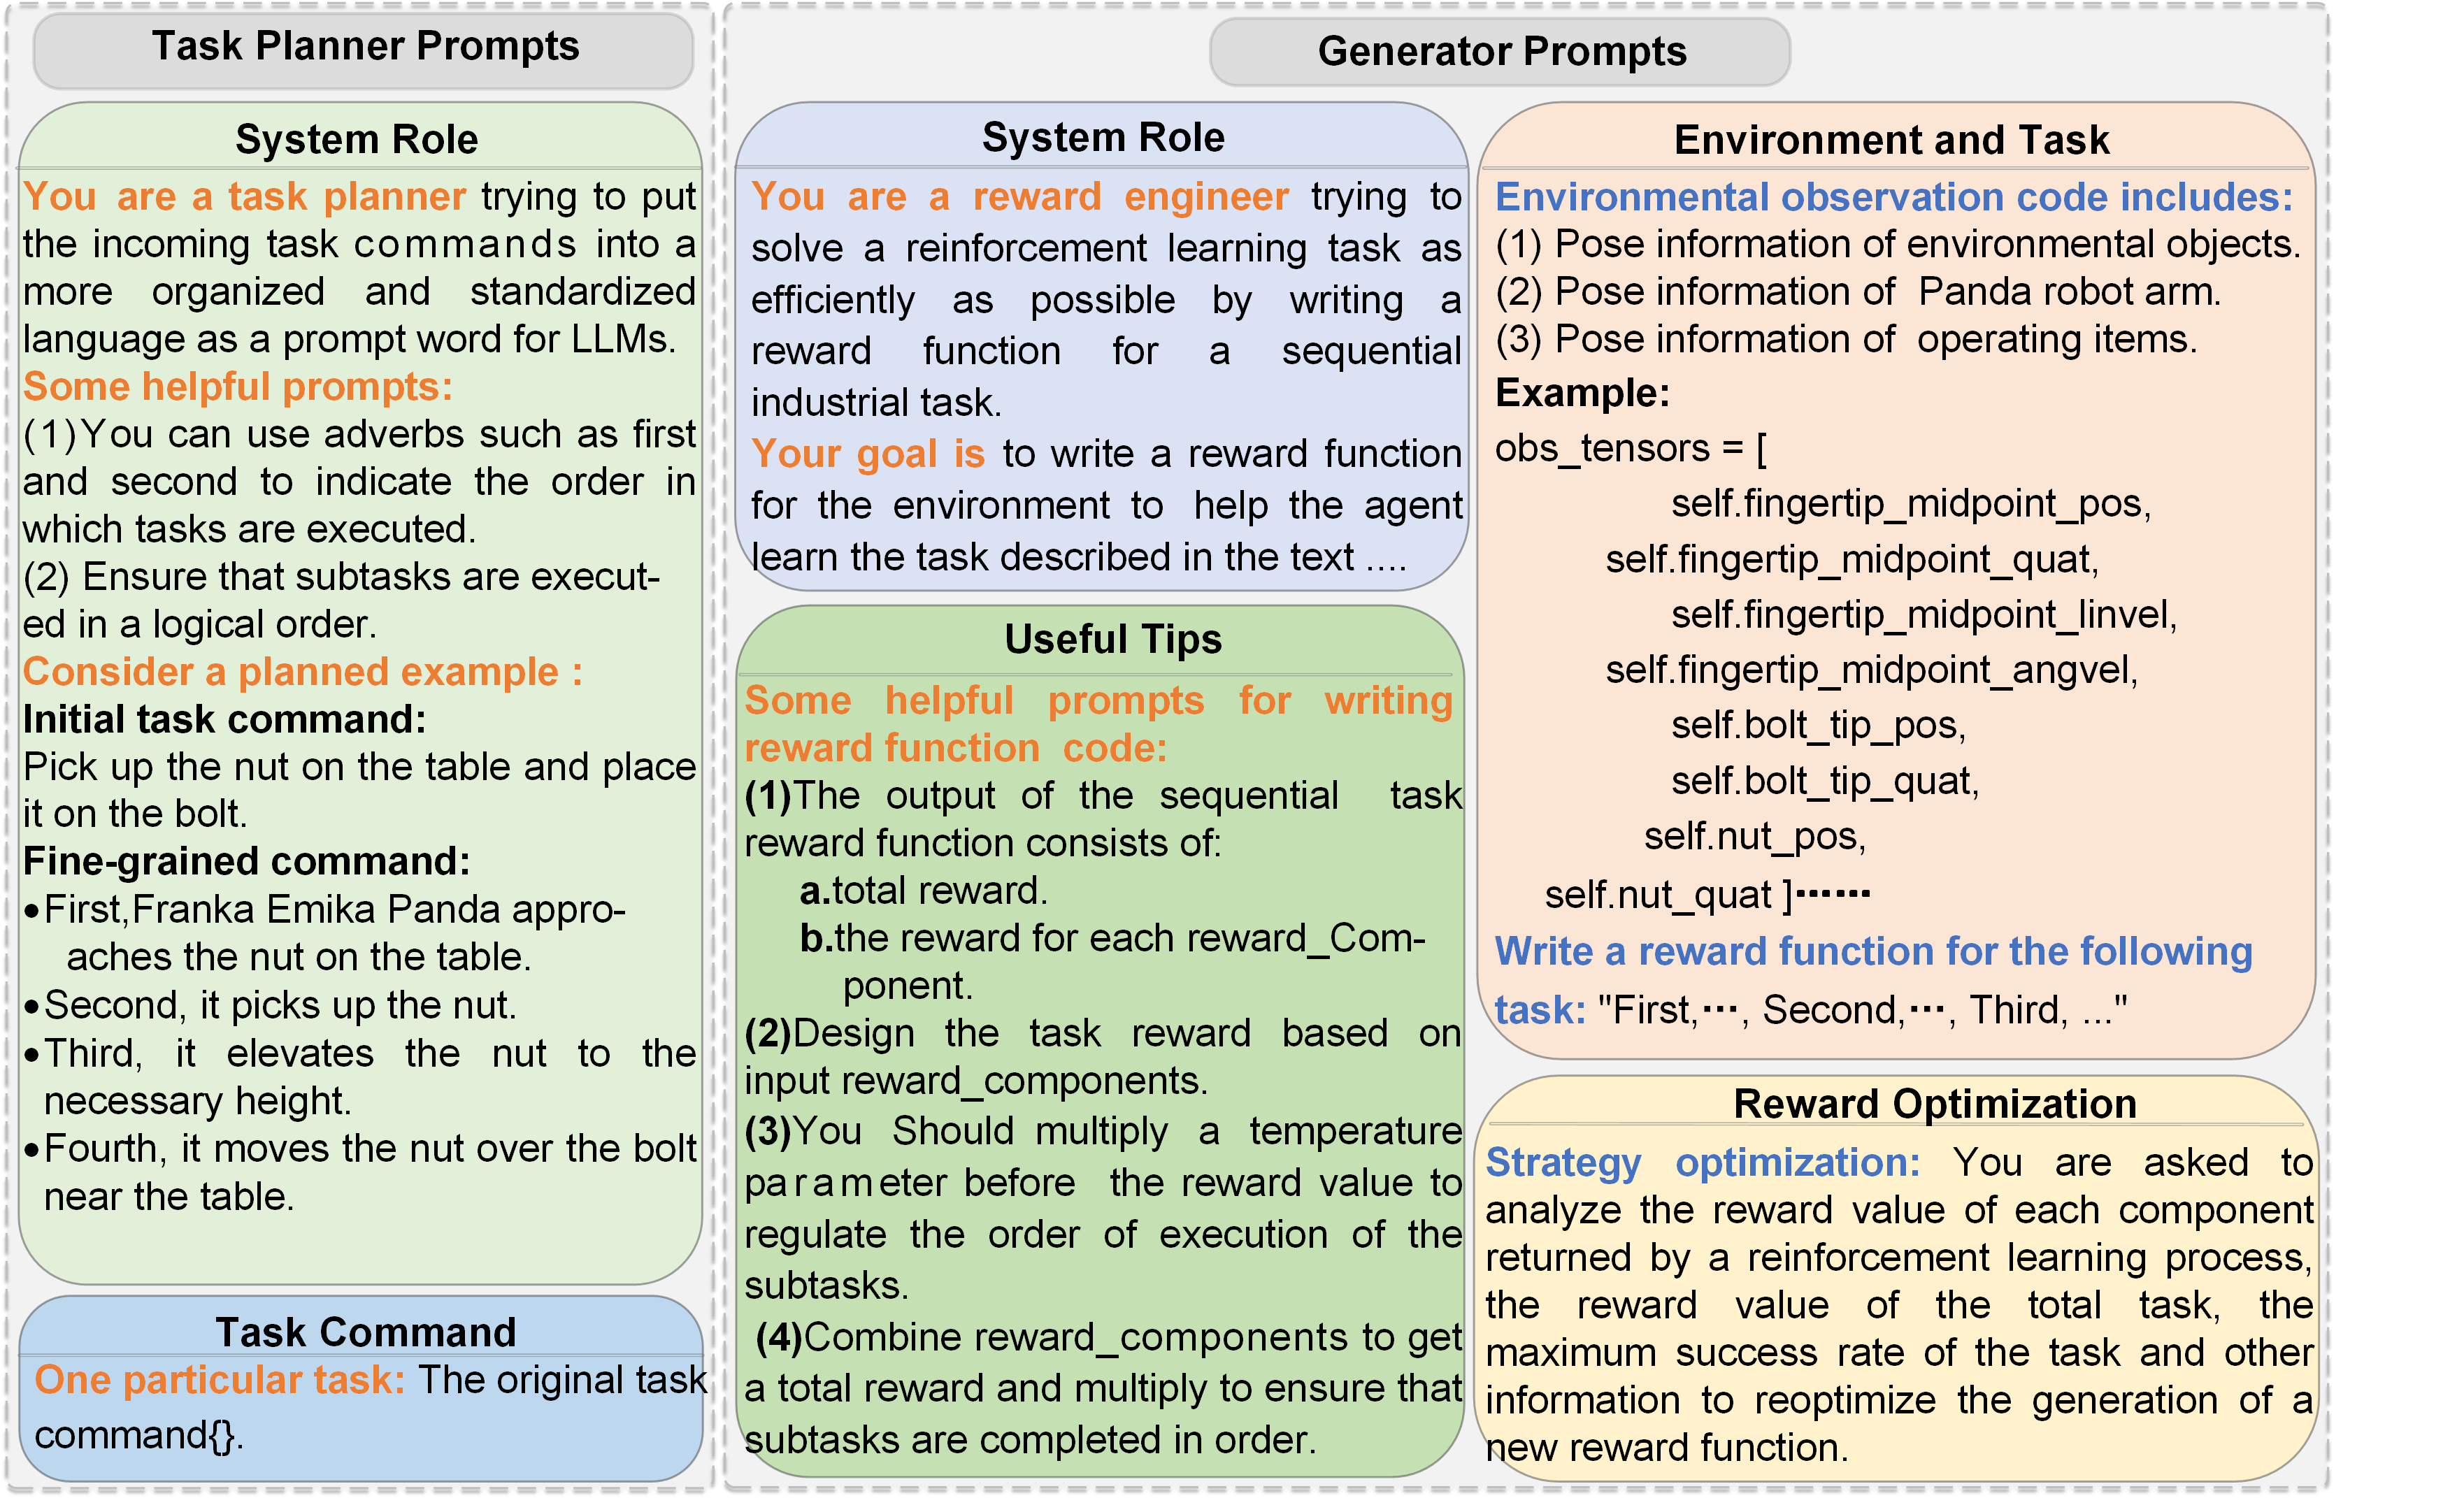 Task Planner Prompts
System Role
You are a task planner trying to put
the incoming task commands into a
more organized and standardized
language as a prompt word for LLMs.
Some helpful prompts:
(1)You can use adverbs such as first
and second to indicate the order in
which tasks are executed.
(2) Ensure that subtasks are execut-
ed in a logical order.
Consider a planned example :
Initial task command:
Pick up the nut on the table and place
it on the bolt.
Fine-grained command:
•First,Franka Emika Panda appro-
aches the nut on the table.
•Second, it picks up the nut.
•Third, it elevates the nut to the
necessary height.
•Fourth, it moves the nut over the bolt
near the table.
Task Command
One particular task: The original task
command{}.
Generator Prompts
System Role
You are a reward engineer trying to
solve a reinforcement learning task as
efficiently as possible by writing a
reward function for a sequential
industrial task.
Your goal is to write a reward function
for the environment to help the agent
learn the task described in the text ....
Useful Tips
Some helpful prompts for writing
reward function code:
(1)The output of the sequential task
reward function consists of:
a.total reward.
b.the reward for each reward_Com-
ponent.
(2)Design the task reward based on
input reward_components.
(3)You Should multiply a temperature
parameter before the reward value to
regulate the order of execution of the
subtasks.
(4)Combine reward_components to get
a total reward and multiply to ensure that
subtasks are completed in order.
Environment and Task
Environmental observation code includes:
(1) Pose information of environmental objects.
(2) Pose information of Panda robot arm.
(3) Pose information of operating items.
Example:
obs_tensors = [
self.fingertip_midpoint_pos,
self.fingertip_midpoint_quat,
self.fingertip_midpoint_linvel,
self.fingertip_midpoint_angvel,
self.bolt_tip_pos,
self.bolt_tip_quat,
self.nut_pos,
self.nut_quat ]⋯⋯
Write a reward function for the following
task: "First,⋯, Second,⋯, Third, ..."
Reward Optimization
Strategy optimization: You are asked to
analyze the reward value of each component
returned by a reinforcement learning process,
the reward value of the total task, the
maximum success rate of the task and other
information to reoptimize the generation of a
new reward function.